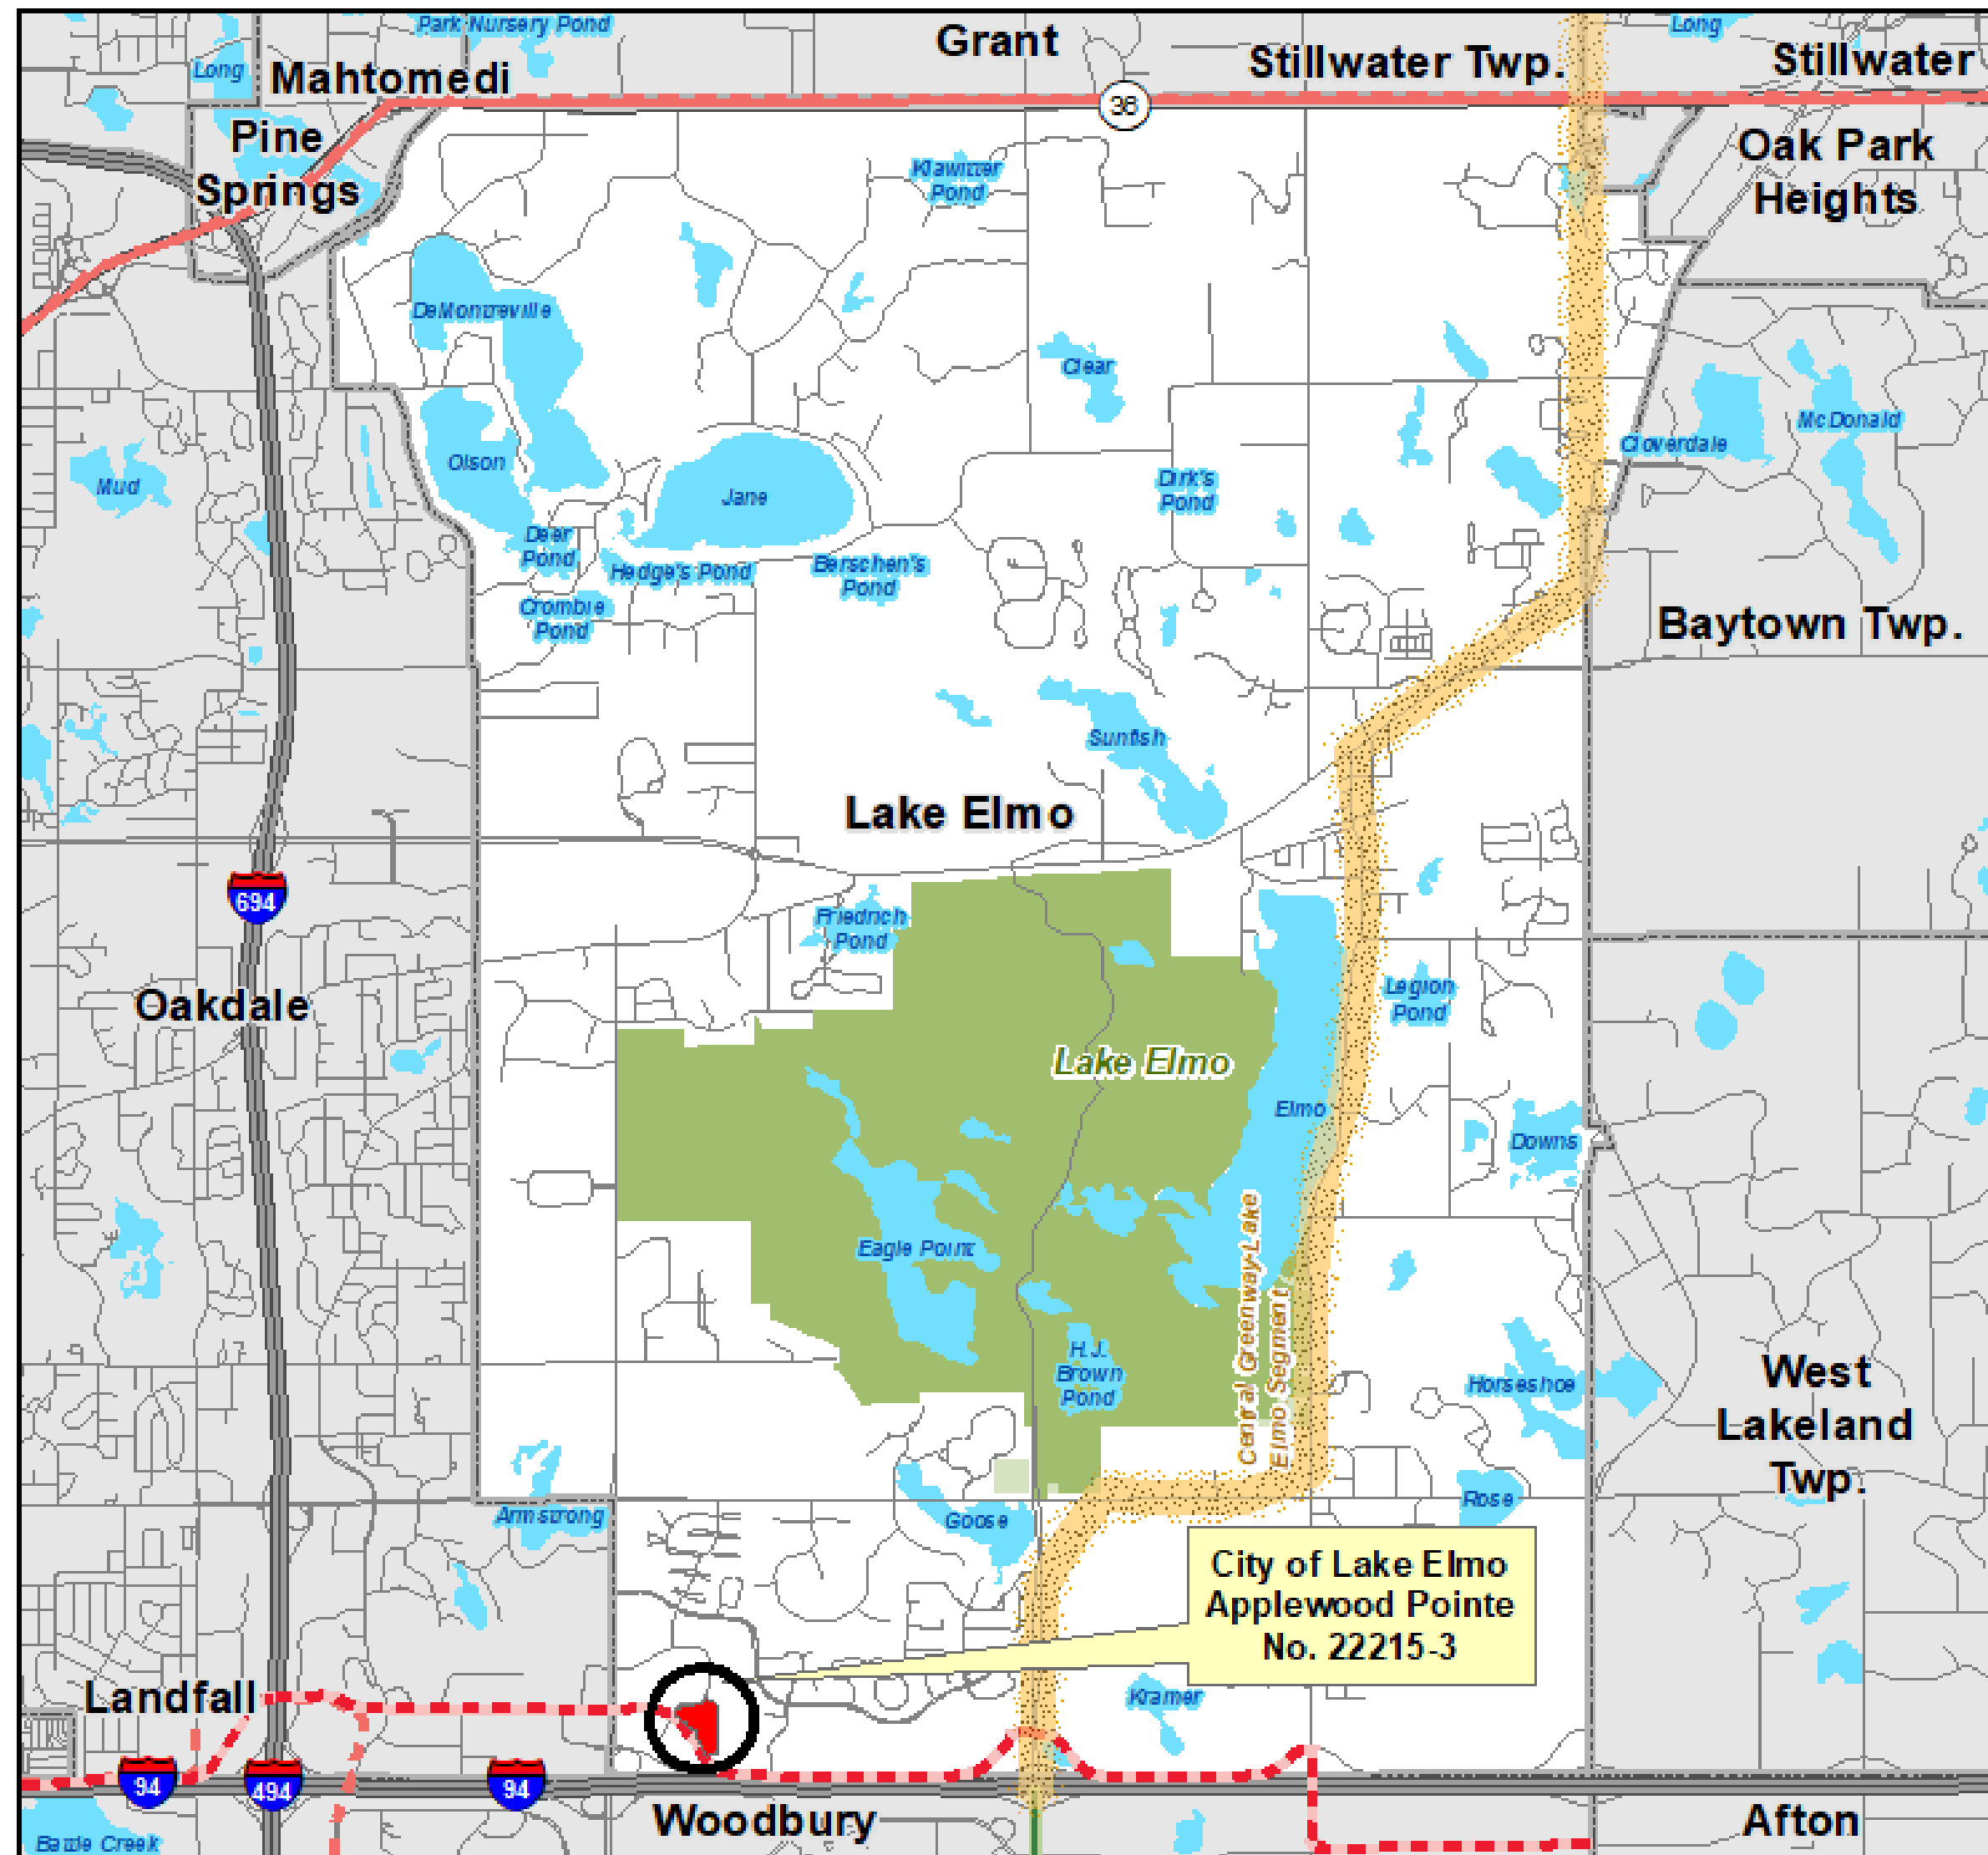 Park Nursery Pond
Long
Grant
Long
Stillwater Twp.
Stillwater
Long
Mahtomedi
38
Pine
Springs
Oak Park
Heights
Klawitter
Pond
DeMontreville
Clear
McDonald
Cloverdale
Olson
Mud
Jane
Dirk's
Pond
Deer
Pond
Hedge's Pond
Berschen's
Pond
Crombie
Pond
Baytown Twp.
Sunfish
Lake Elmo
694
Friedrich
Pond
Oakdale
Legion
Pond
Lake Elmo
Elmo
Downs
Eagle Point
Central Greenway-Lake
Elmo Segment
H.J.
Brown
Pond
Horseshoe
West
Lakeland
Twp.
Armstrong
Goose
Rose
City of Lake Elmo
Applewood Pointe
No. 22215-3
Landfall
Kramer
94
494
94
Woodbury
Afton
Battle Creek